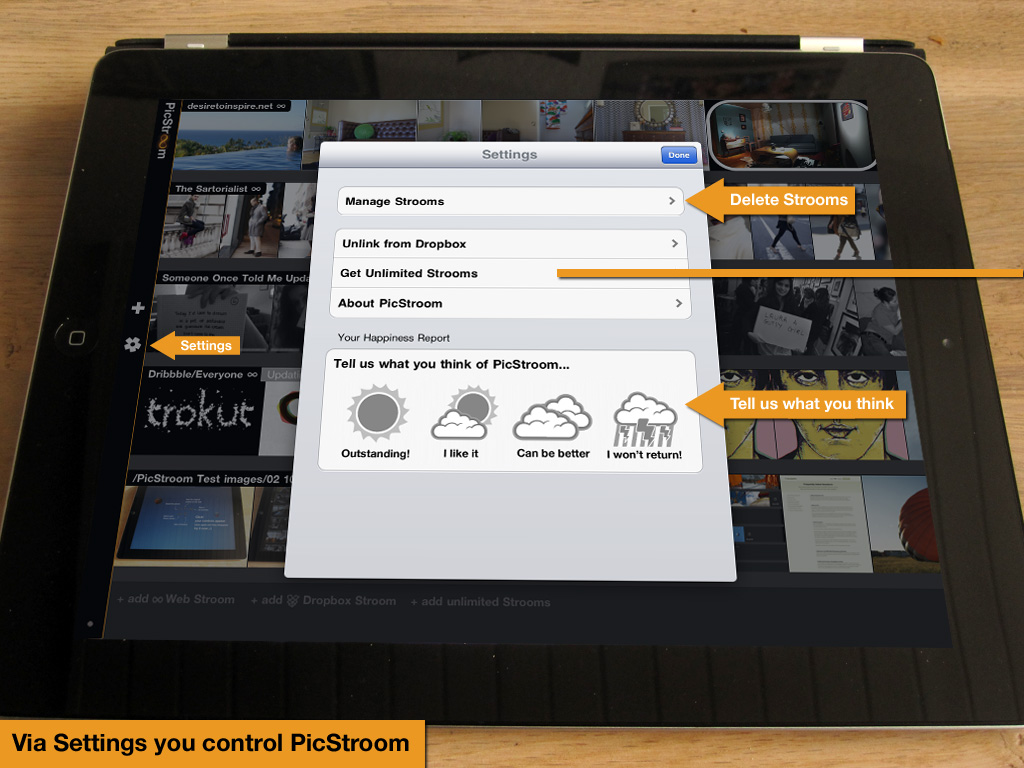 desiretoinspire.net ∞
PicStroom
Settings
Done
The Sartorialist ∞
Manage Strooms
Delete Strooms
Unlink from Dropbox
Someone Once Told Me Upda
Get Unlimited Strooms
About PicStroom
Settings
Your Happiness Report
Tell us what you think of PicStroom...
Dribbble/Everyone ∞ Updati
trokut
Tell us what you think
Outstanding!
I like it
Can be better
I won't return!
/PicStroom Test images/02 10
+ add ∞ Web Stroom
+ add Dropbox Stroom
+ add unlimited Strooms
Via Settings you control PicStroom